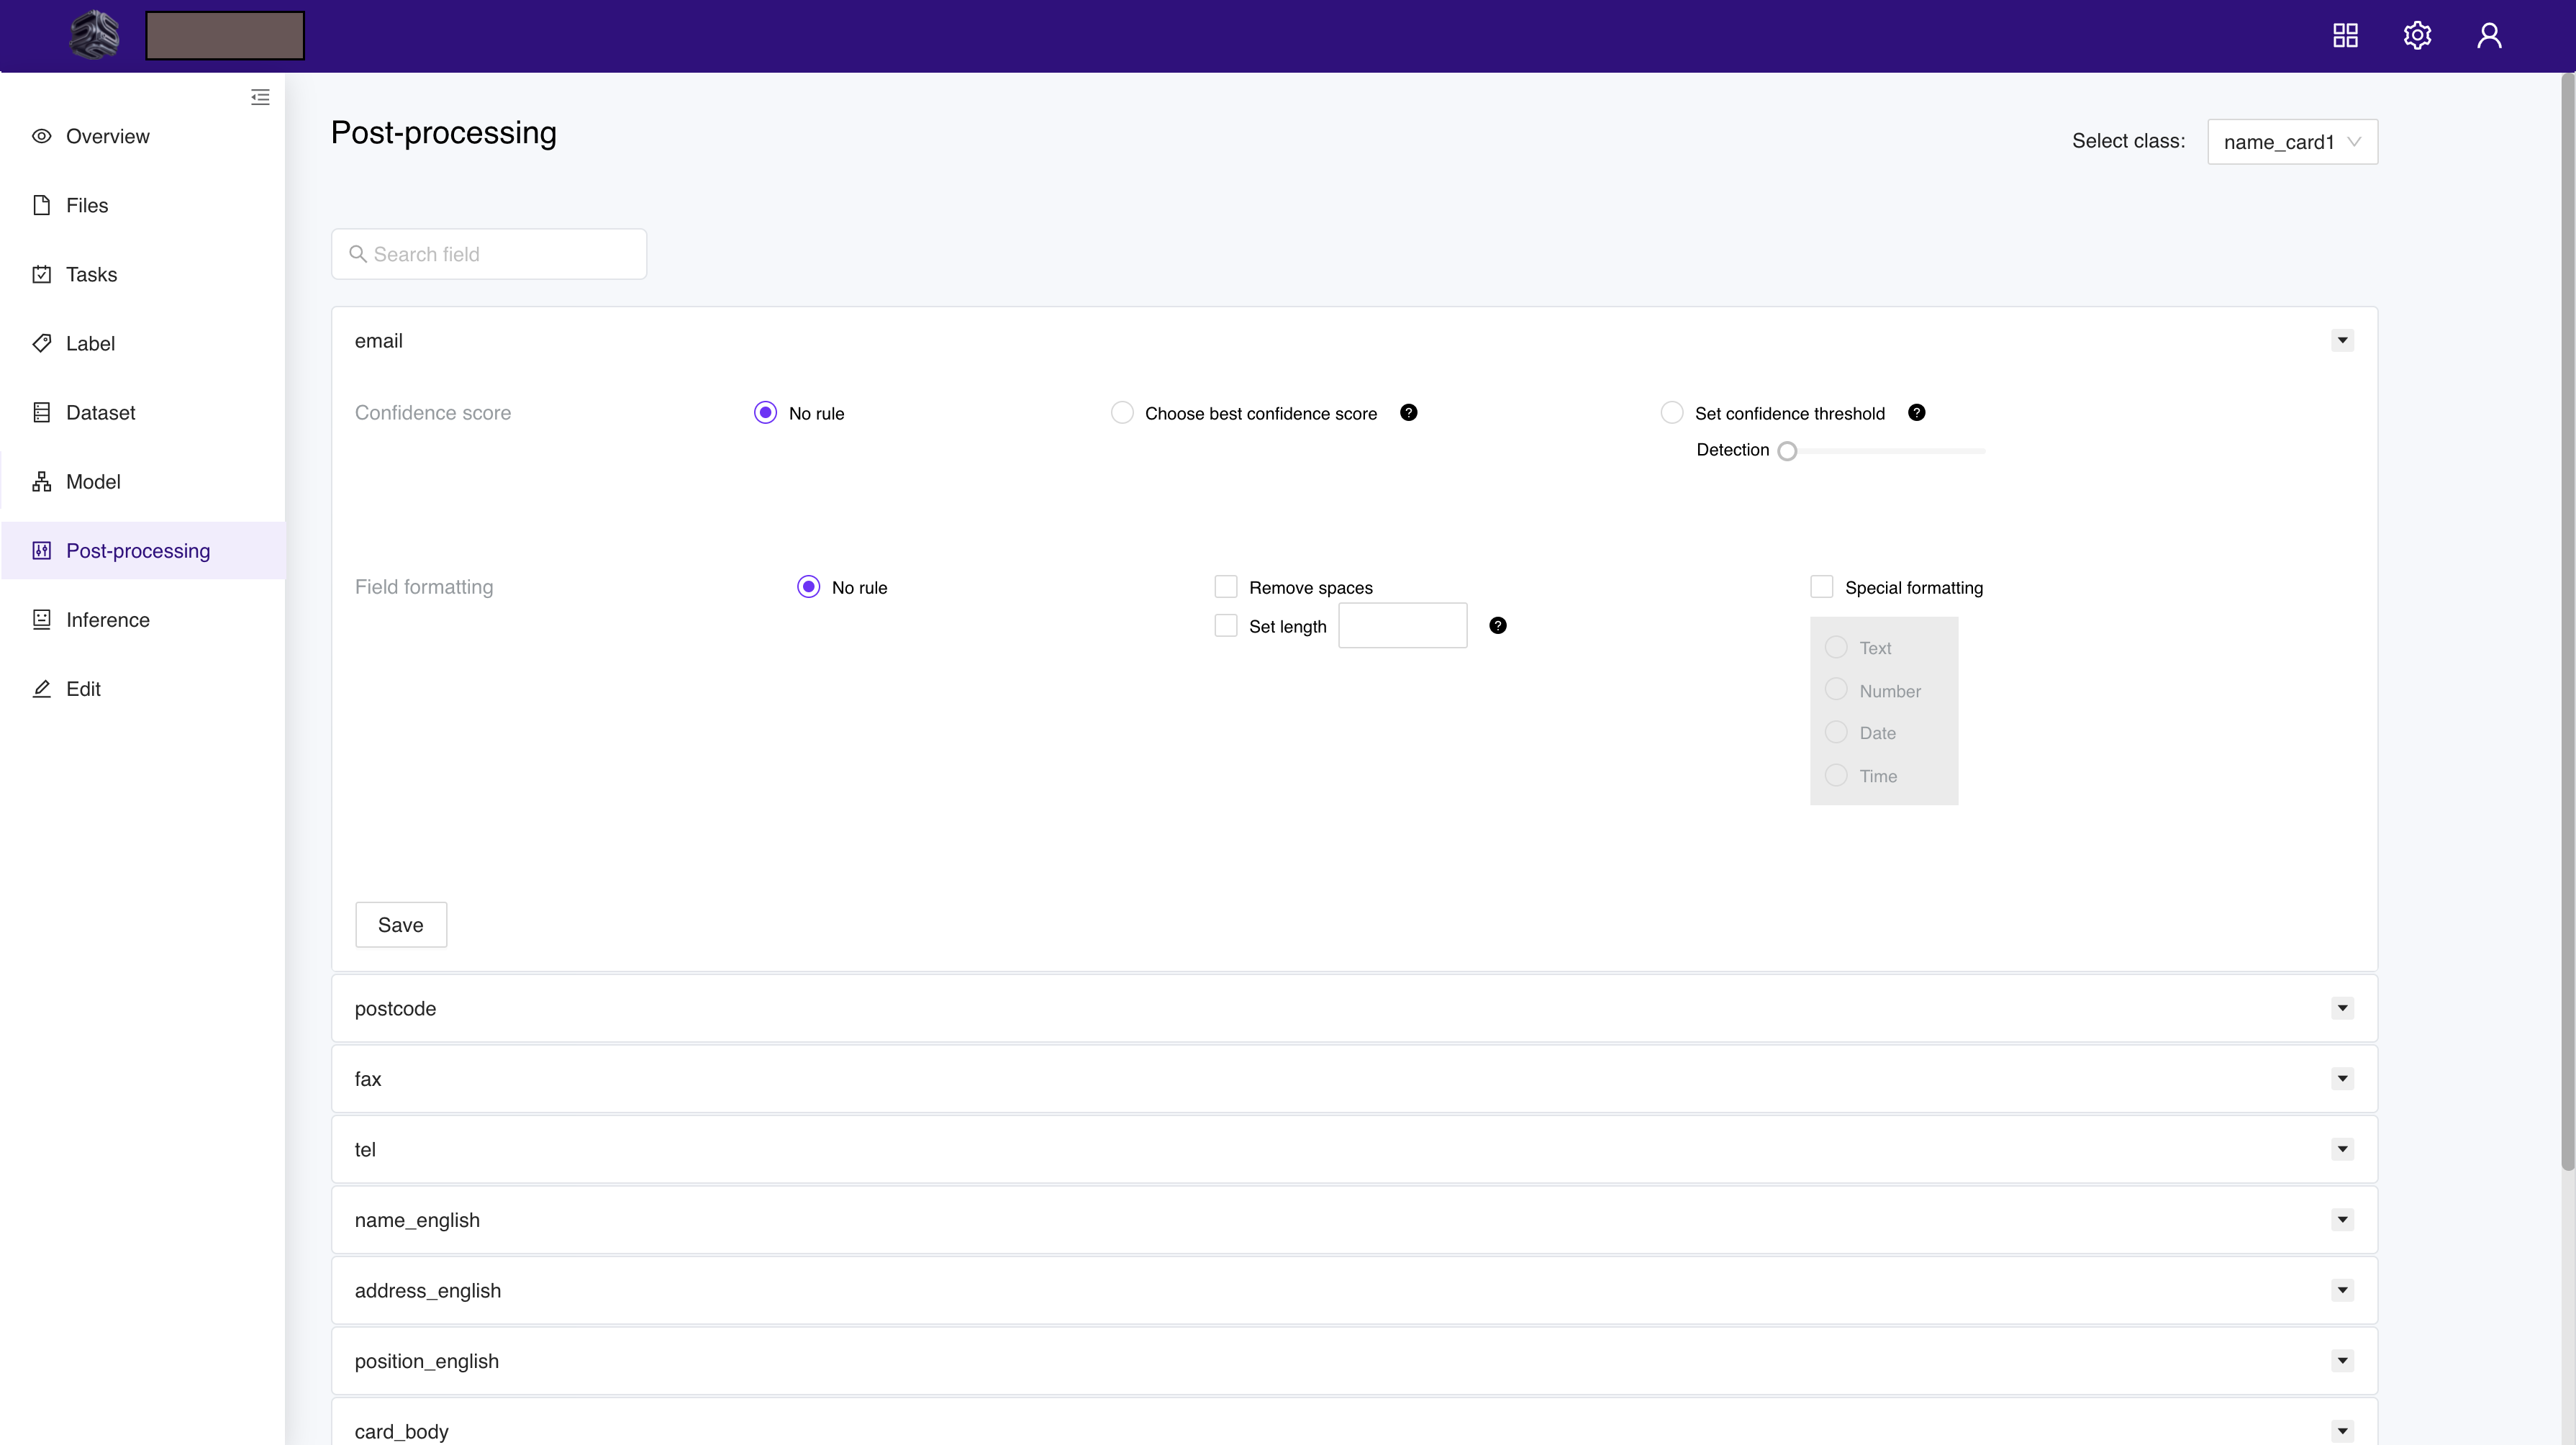 Overview
Files
Tasks
Label
Dataset
Model
Post-processing
Inference
Edit
Post-processing
Select class: name_card1
Search field
email
Confidence score No rule Choose best confidence score ? Set confidence threshold ?
Detection
Field formatting No rule Remove spaces Special formatting
Set length ?
Text
Number
Date
Time
Save
postcode
fax
tel
name_english
address_english
position_english
card_body